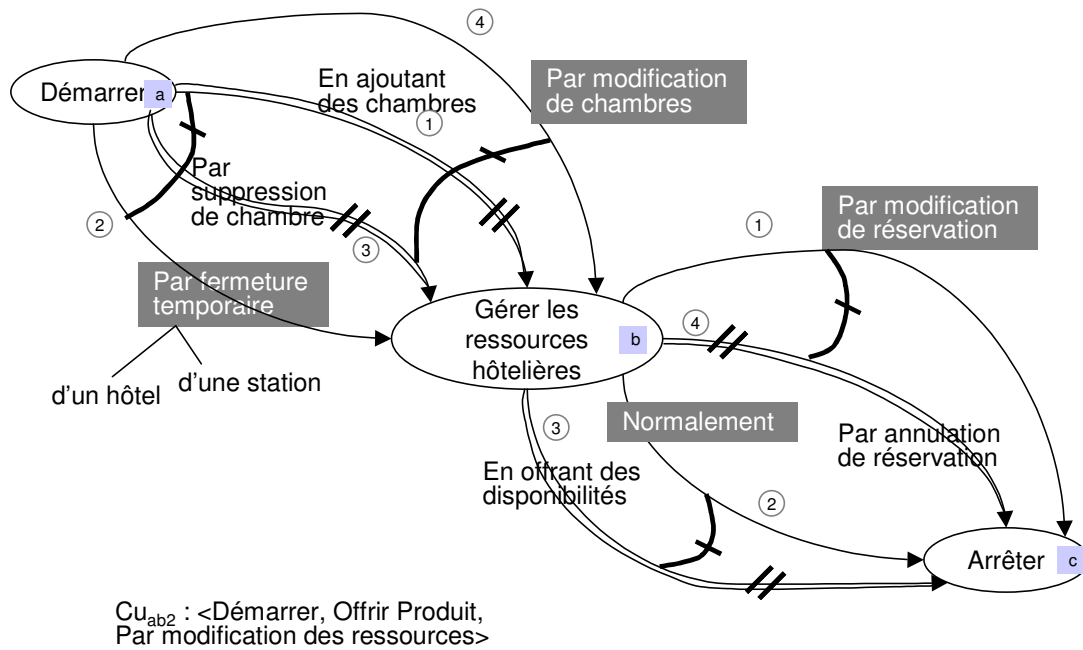 4
Démarrer a
En ajoutant
des chambres
1
Par modification
de chambres
Par
suppression
de chambre
2
3
Par fermeture
temporaire
d'un hôtel
d'une station
Gérer les
ressources
hôtelières
b
1
Par modification
de réservation
4
Normalement
3
En offrant des
disponibilités
Par annulation
de réservation
2
Arrêter c
Cuab2 : <Démarrer, Offrir Produit,
Par modification des ressources>